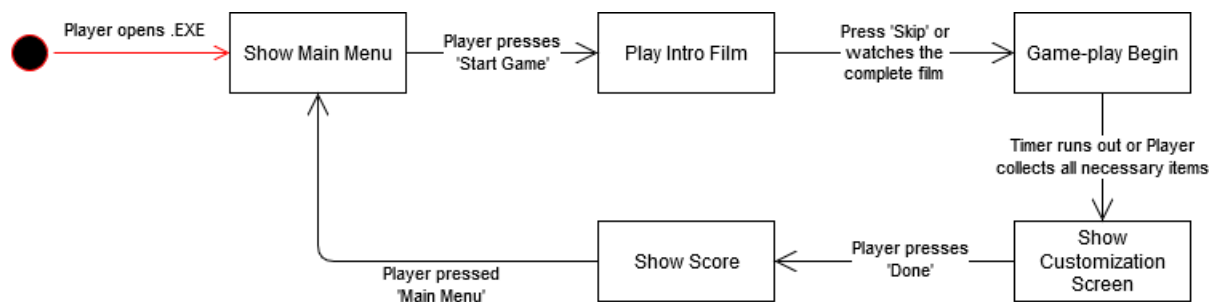 Player opens .EXE
Show Main Menu
Player presses
'Start Game'
Play Intro Film
Press 'Skip' or
watches the
complete film
Game-play Begin
Timer runs out or Player
collects all necessary items
Show
Customization
Screen
Player presses
'Done'
Show Score
Player pressed
'Main Menu'